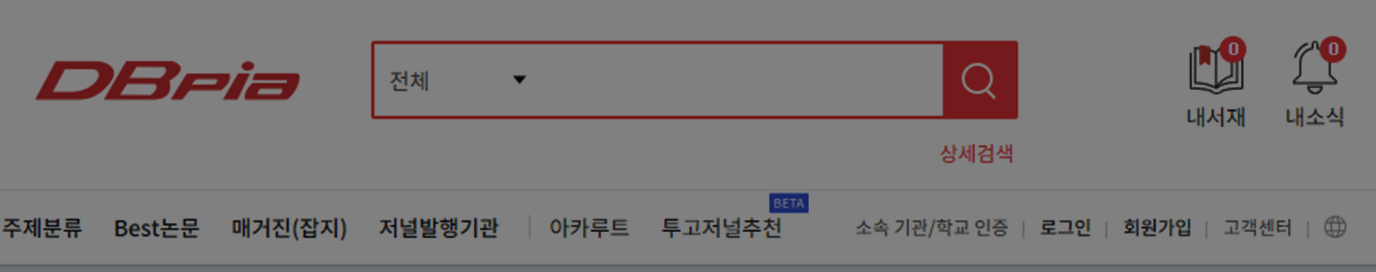 DBpia
전체
0
0
내서재
내소식
상세검색
BETA
주제분류 Best논문 매거진(잡지) 저널발행기관 | 아카루트 투고저널추천 소속 기관/학교 인증 | 로그인 | 회원가입 | 고객센터 |